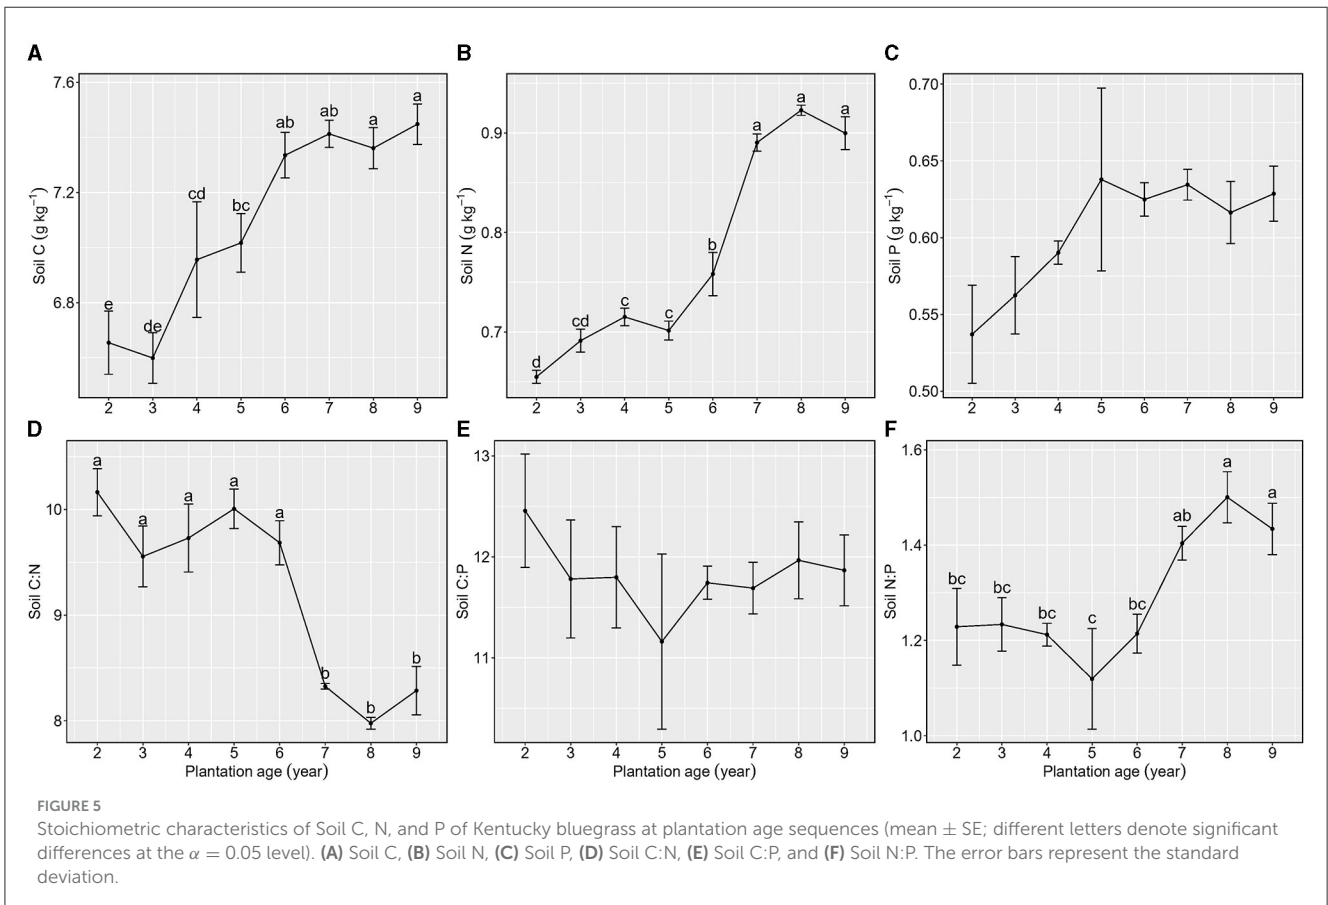 A
B
C
7.6
7.2
6.8
Soil C (g kg⁻¹)
e
de
cd
bc
ab
ab
a
a
2 3 4 5 6 7 8 9
0.9
0.8
0.7
Soil N (g kg⁻¹)
d
cd
c
c
b
a
a
a
2 3 4 5 6 7 8 9
0.70
0.65
0.60
0.55
0.50
Soil P (g kg⁻¹)
2 3 4 5 6 7 8 9
D
E
F
10
9
8
Soil C:N
a
a
a
a
a
b
b
b
2 3 4 5 6 7 8 9
Plantation age (year)
13
12
11
Soil C:P
2 3 4 5 6 7 8 9
Plantation age (year)
1.6
1.4
1.2
1.0
Soil N:P
bc
bc
bc
c
bc
ab
a
a
2 3 4 5 6 7 8 9
Plantation age (year)
FIGURE 5
Stoichiometric characteristics of Soil C, N, and P of Kentucky bluegrass at plantation age sequences (mean ± SE; different letters denote significant
differences at the α = 0.05 level). (A) Soil C, (B) Soil N, (C) Soil P, (D) Soil C:N, (E) Soil C:P, and (F) Soil N:P. The error bars represent the standard
deviation.